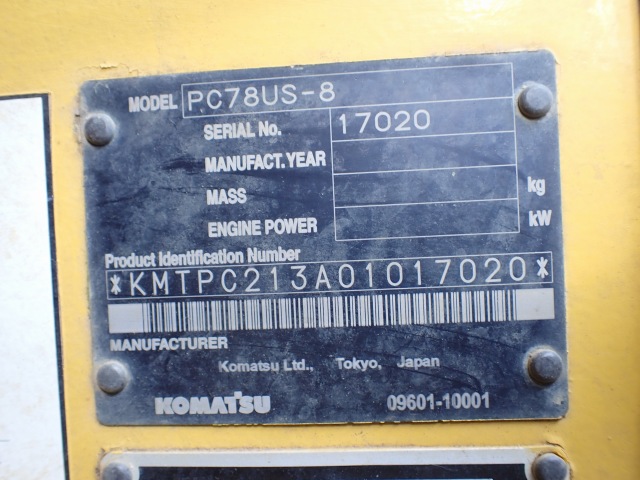 MODEL PC78US-8
SERIAL No. 17020
MANUFACT. YEAR
MASS kg
ENGINE POWER kW
Product Identification Number
*KMTPC213A01017020*
MANUFACTURER
Komatsu Ltd., Tokyo, Japan
KOMATSU 09601-10001